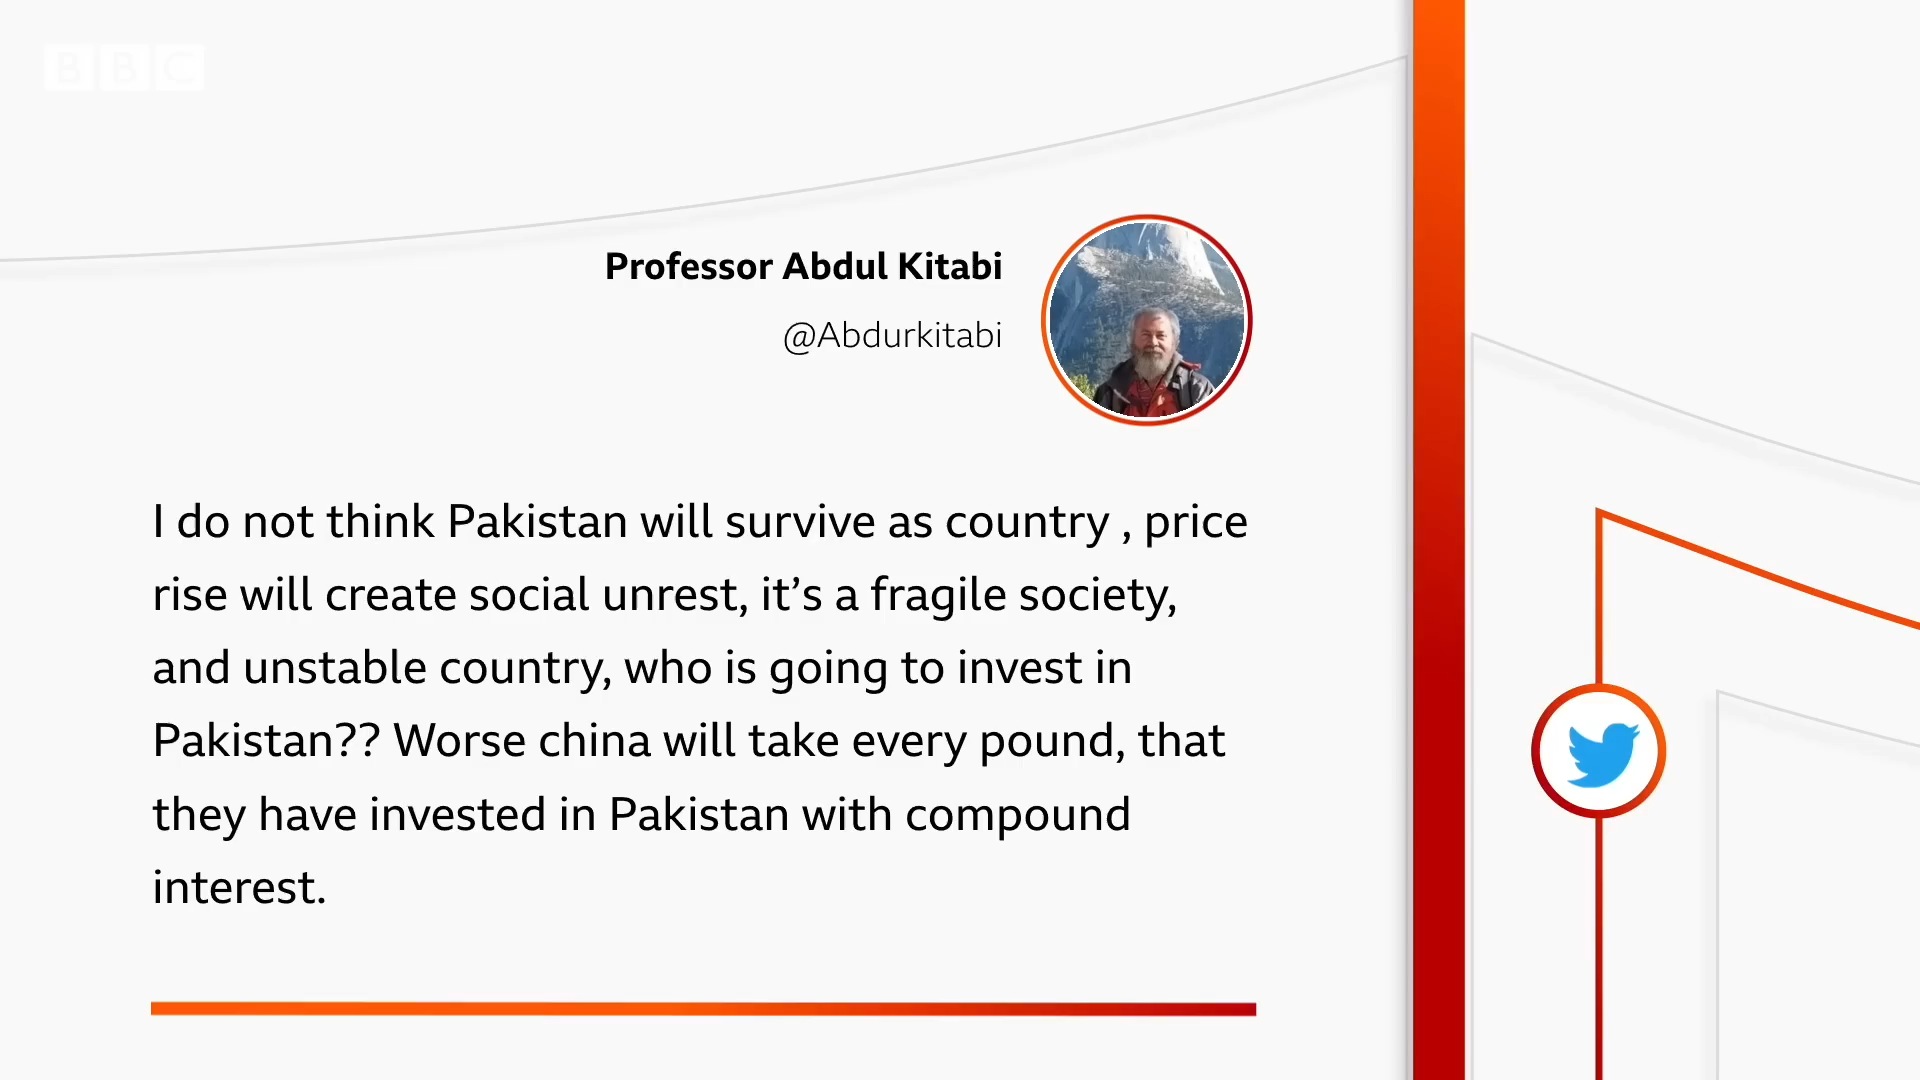 BBC
Professor Abdul Kitabi
@Abdurkitabi
I do not think Pakistan will survive as country , price
rise will create social unrest, it’s a fragile society,
and unstable country, who is going to invest in
Pakistan?? Worse china will take every pound, that
they have invested in Pakistan with compound
interest.